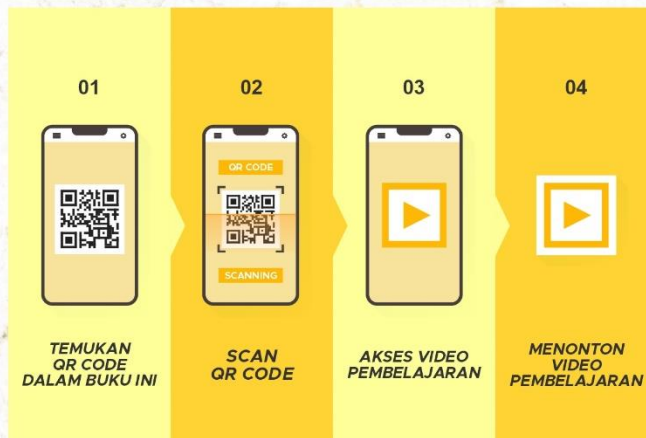 01
TEMUKAN
QR CODE
DALAM BUKU INI
02
QR CODE
SCANNING
SCAN
QR CODE
03
AKSES VIDEO
PEMBELAJARAN
04
MENONTON
VIDEO
PEMBELAJARAN